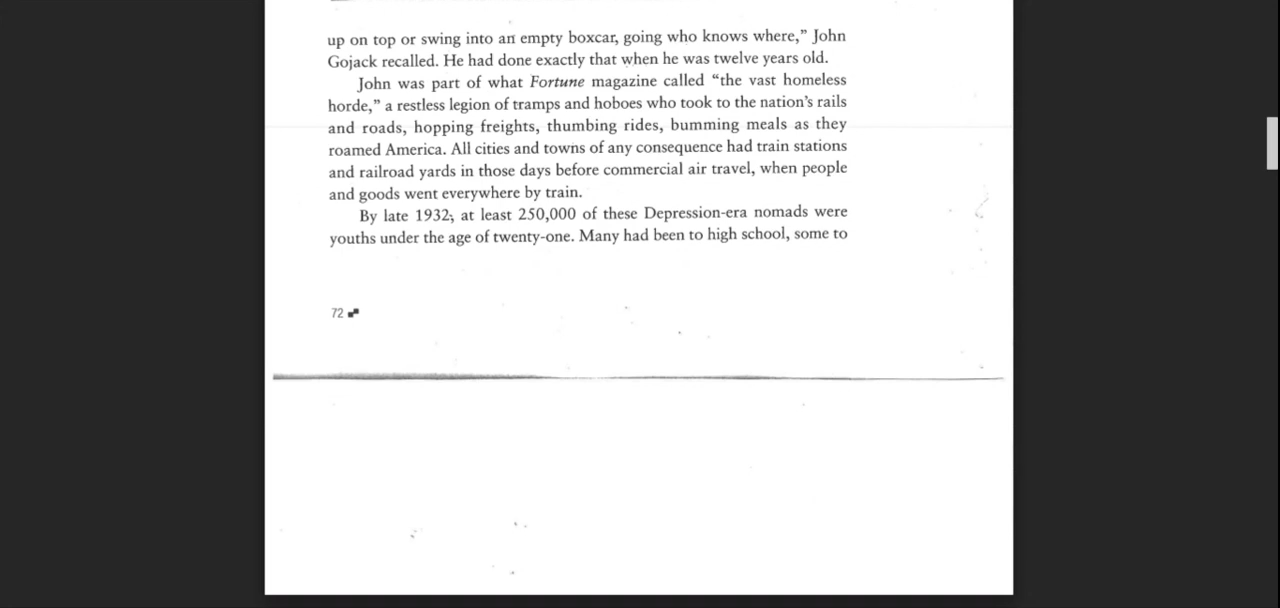 up on top or swing into an empty boxcar, going who knows where,” John
Gojack recalled. He had done exactly that when he was twelve years old.
John was part of what Fortune magazine called “the vast homeless
horde,” a restless legion of tramps and hoboes who took to the nation’s rails
and roads, hopping freights, thumbing rides, bumming meals as they
roamed America. All cities and towns of any consequence had train stations
and railroad yards in those days before commercial air travel, when people
and goods went everywhere by train.
By late 1932, at least 250,000 of these Depression-era nomads were
youths under the age of twenty-one. Many had been to high school, some to
72